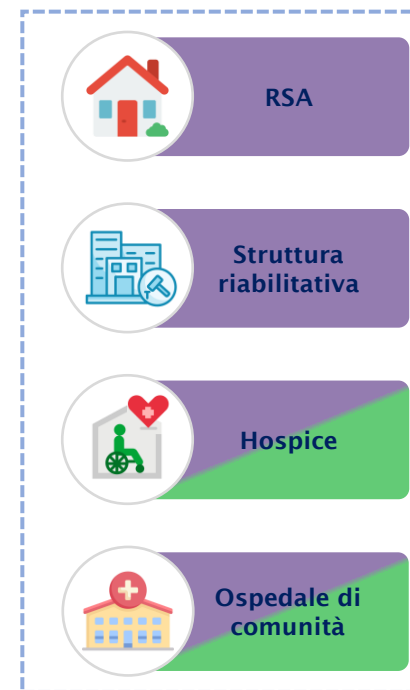 RSA
Struttura
riabilitativa
Hospice
Ospedale di
comunità